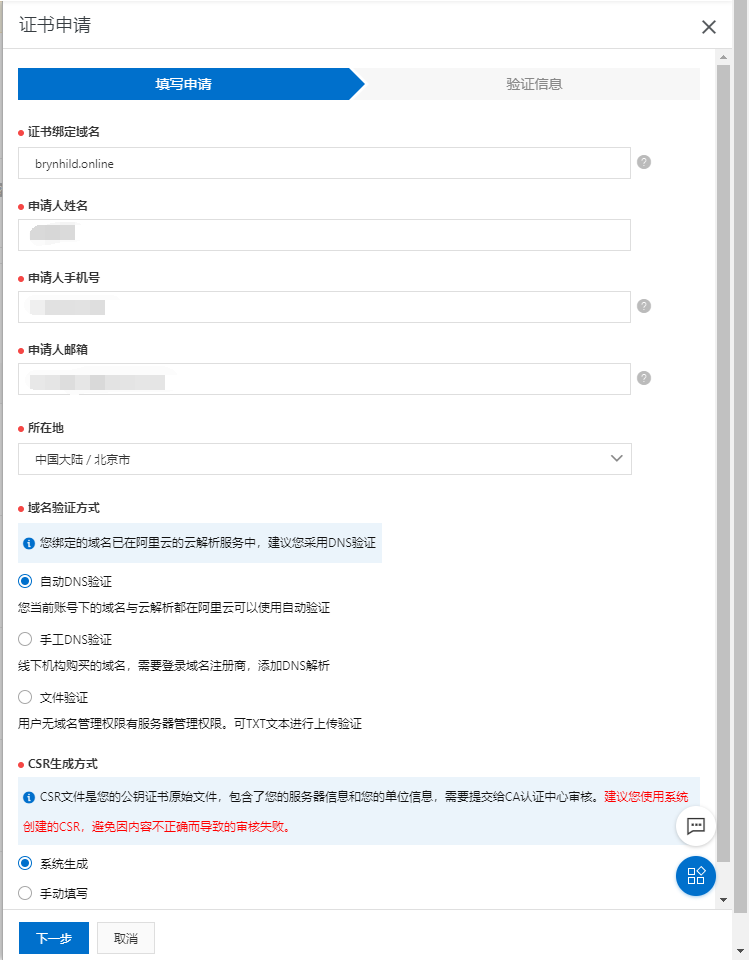 证书申请
填写申请
验证信息
证书绑定域名
brynhild.online
申请人姓名
申请人手机号
申请人邮箱
所在地
中国大陆 / 北京市
域名验证方式
您绑定的域名已在阿里云的云解析服务中，建议您采用DNS验证
自动DNS验证
您当前账号下的域名与云解析都在阿里云可以使用自动验证
手工DNS验证
线下机构购买的域名，需要登录域名注册商，添加DNS解析
文件验证
用户无域名管理权限有服务器管理权限。可TXT文本进行上传验证
CSR生成方式
CSR文件是您的公钥证书原始文件，包含了您的服务器信息和您的单位信息，需要提交给CA认证中心审核。建议您使用系统
创建的CSR，避免因内容不正确而导致的审核失败。
系统生成
手动填写
下一步
取消